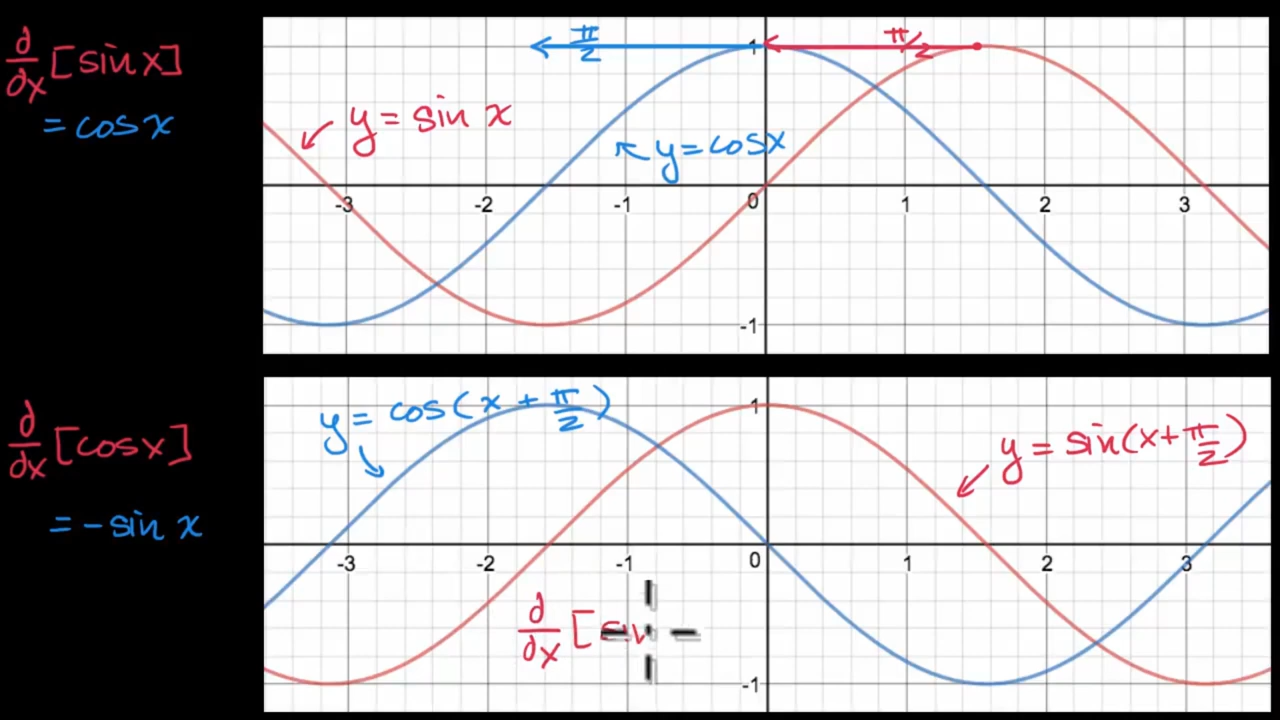 d/dx [sin x]
= cos x
π/2
π/2
1
y = sin x
y = cos x
-3 -2 -1 0 1 2 3
-1
d/dx [cos x]
= - sin x
y = cos(x + π/2)
1
y = sin(x + π/2)
-3 -2 -1 0 1 2 3
d/dx [sin
-1